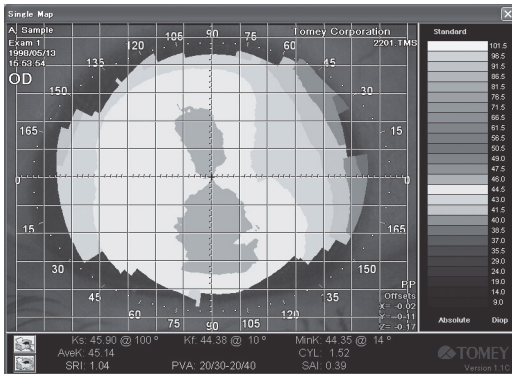 Single Map
A, Sample
Exam 1
1998/05/13
15 53 54
OD
Tomey Corporation
2201.TMS
120 105 90 75 60
135 45
150 30
165 15
0 0
15 165
30 150
45 35
60 75 90 105 120
PP
Offsets
X= -0.02
Y= -0.11
Z= -0.17
Standard
101.5
96.5
91.5
86.5
81.5
76.5
71.5
66.5
61.5
56.5
50.5
49.0
47.5
46.0
44.5
43.0
41.5
40.0
38.5
37.0
35.5
29.0
24.0
19.0
14.0
9.0
Absolute Diop
Ks: 45.90 @ 100 ° Kf: 44.38 @ 10 ° MinK: 44.35 @ 14 °
AveK: 45.14 CYL: 1.52
SRI: 1.04 PVA: 20/30-20/40 SAI: 0.39
TOMEY
Version 1.1C